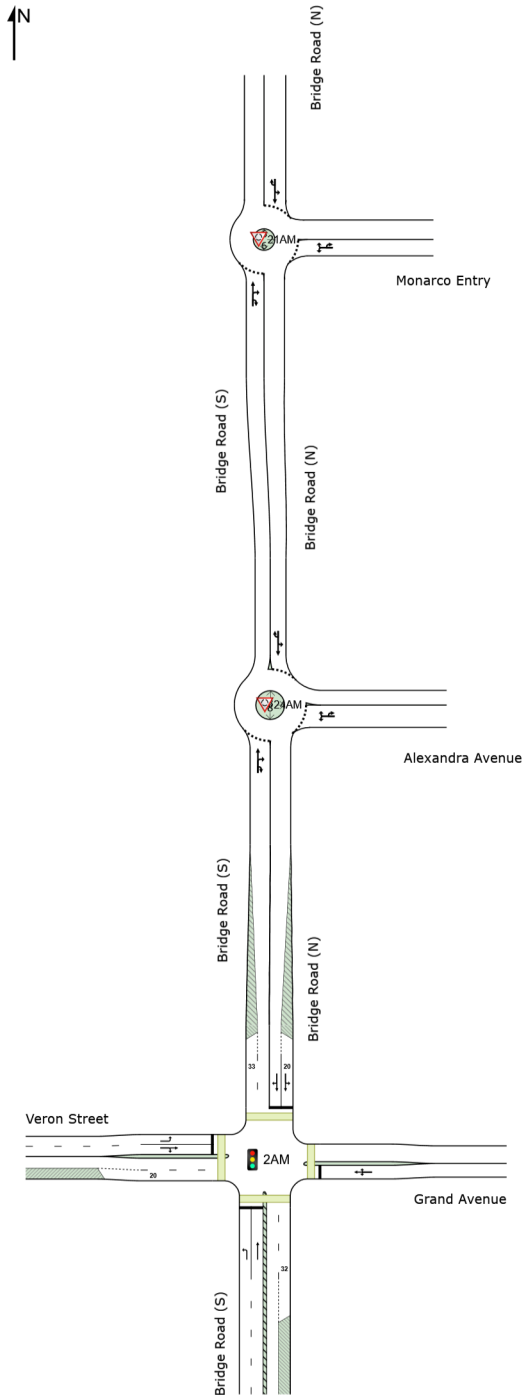 N
Bridge Road (N)
21AM
Monarco Entry
Bridge Road (S)
Bridge Road (N)
24AM
Alexandra Avenue
Bridge Road (S)
Bridge Road (N)
33
20
Veron Street
2AM
20
Grand Avenue
32
Bridge Road (S)